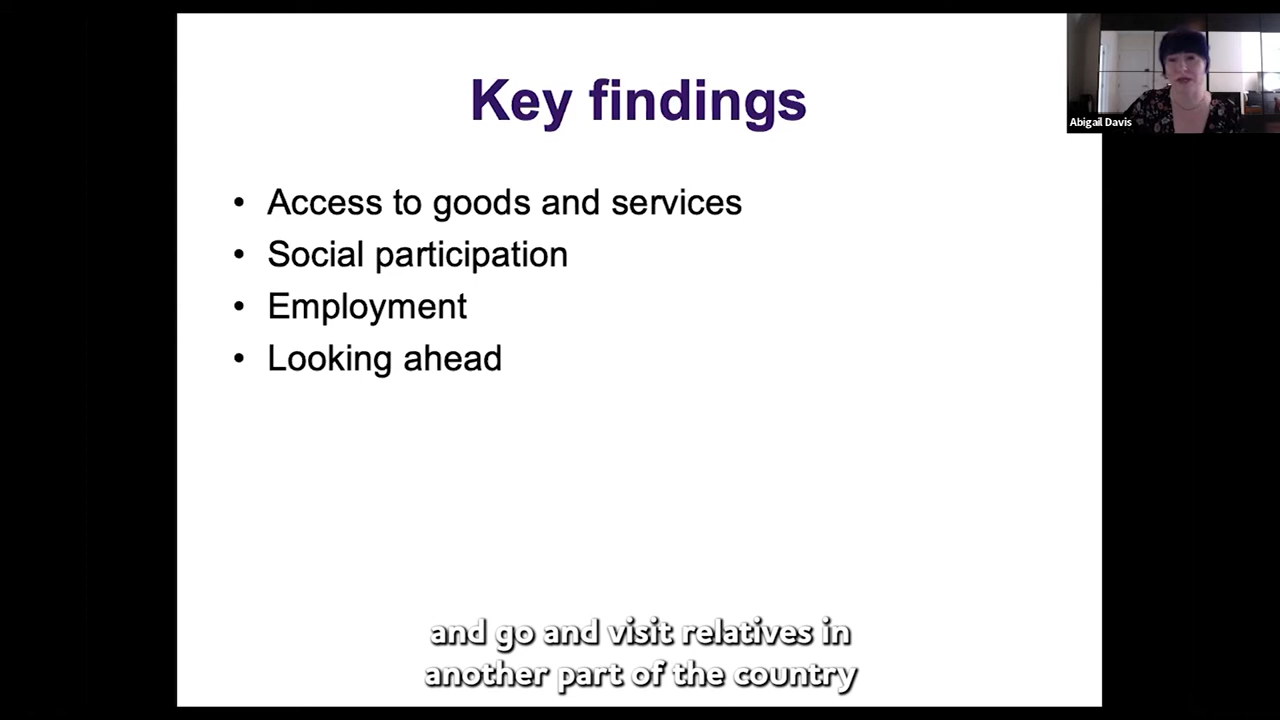 Key findings
Abigail Davis
• Access to goods and services
• Social participation
• Employment
• Looking ahead
and go and visit relatives in
another part of the country